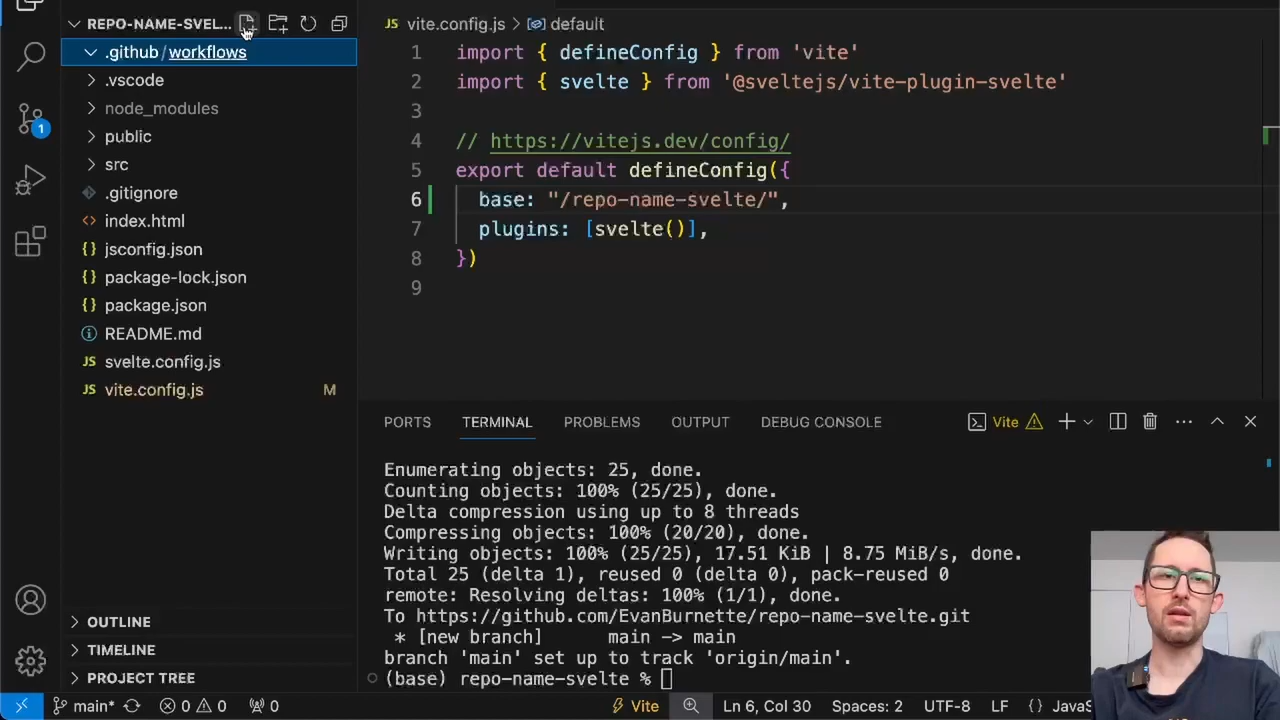 REPO-NAME-SVEL...
.github/workflows
.vscode
node_modules
public
src
.gitignore
index.html
jsconfig.json
package-lock.json
package.json
README.md
svelte.config.js
vite.config.js M
1
OUTLINE
TIMELINE
PROJECT TREE
JS vite.config.js > default
1 import { defineConfig } from 'vite'
2 import { svelte } from '@sveltejs/vite-plugin-svelte'
3
4 // https://vitejs.dev/config/
5 export default defineConfig({
6 base: "/repo-name-svelte/",
7 plugins: [svelte()],
8 })
9
PORTS TERMINAL PROBLEMS OUTPUT DEBUG CONSOLE Vite
Enumerating objects: 25, done.
Counting objects: 100% (25/25), done.
Delta compression using up to 8 threads
Compressing objects: 100% (20/20), done.
Writing objects: 100% (25/25), 17.51 KiB | 8.75 MiB/s, done.
Total 25 (delta 1), reused 0 (delta 0), pack-reused 0
remote: Resolving deltas: 100% (1/1), done.
To https://github.com/EvanBurnette/repo-name-svelte.git
* [new branch] main -> main
branch 'main' set up to track 'origin/main'.
(base) repo-name-svelte %
main* 0 0 0 Vite Ln 6, Col 30 Spaces: 2 UTF-8 LF {} JavaS